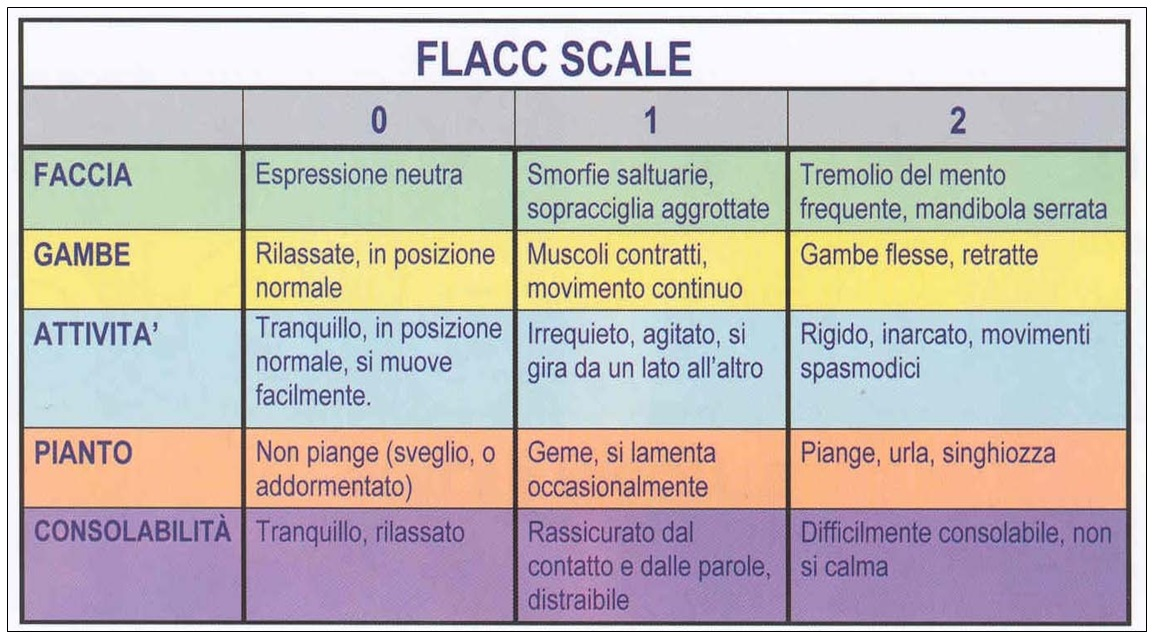 FLACC SCALE
0 1 2
FACCIA Espressione neutra Smorfie saltuarie, Tremolio del mento
sopracciglia aggrottate frequente, mandibola serrata
GAMBE Rilassate, in posizione Muscoli contratti, Gambe flesse, retratte
normale movimento continuo
ATTIVITA’ Tranquillo, in posizione Irrequieto, agitato, si Rigido, inarcato, movimenti
normale, si muove gira da un lato all’altro spasmodici
facilmente.
PIANTO Non piange (sveglio, o Geme, si lamenta Piange, urla, singhiozza
addormentato) occasionalmente
CONSOLABILITÀ Tranquillo, rilassato Rassicurato dal Difficilmente consolabile, non
contatto e dalle parole, si calma
distraibile